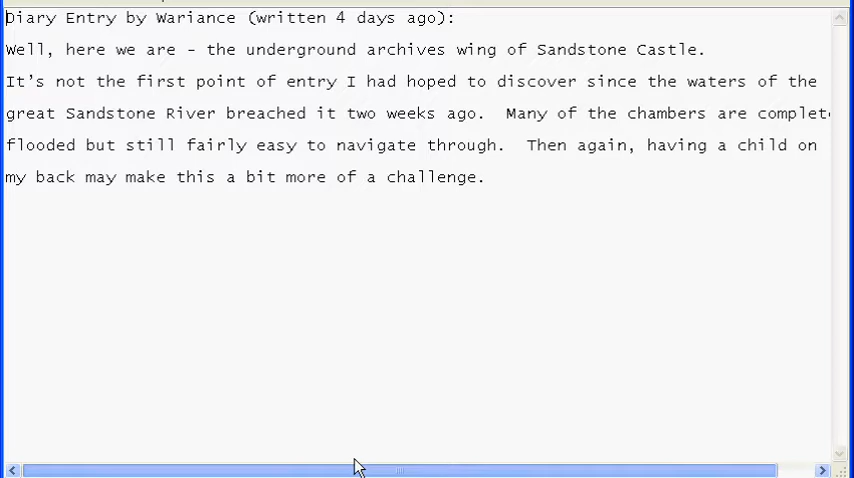 Diary Entry by Wariance (written 4 days ago):
Well, here we are - the underground archives wing of Sandstone Castle.
It's not the first point of entry I had hoped to discover since the waters of the
great Sandstone River breached it two weeks ago.  Many of the chambers are complete
flooded but still fairly easy to navigate through.  Then again, having a child on
my back may make this a bit more of a challenge.